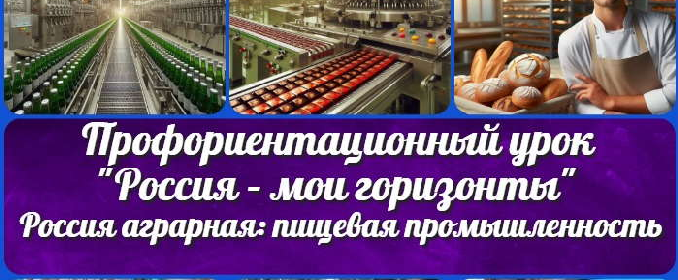 Профориентационный урок
"Россия - мои горизонты"
Россия аграрная: пищевая промышленность